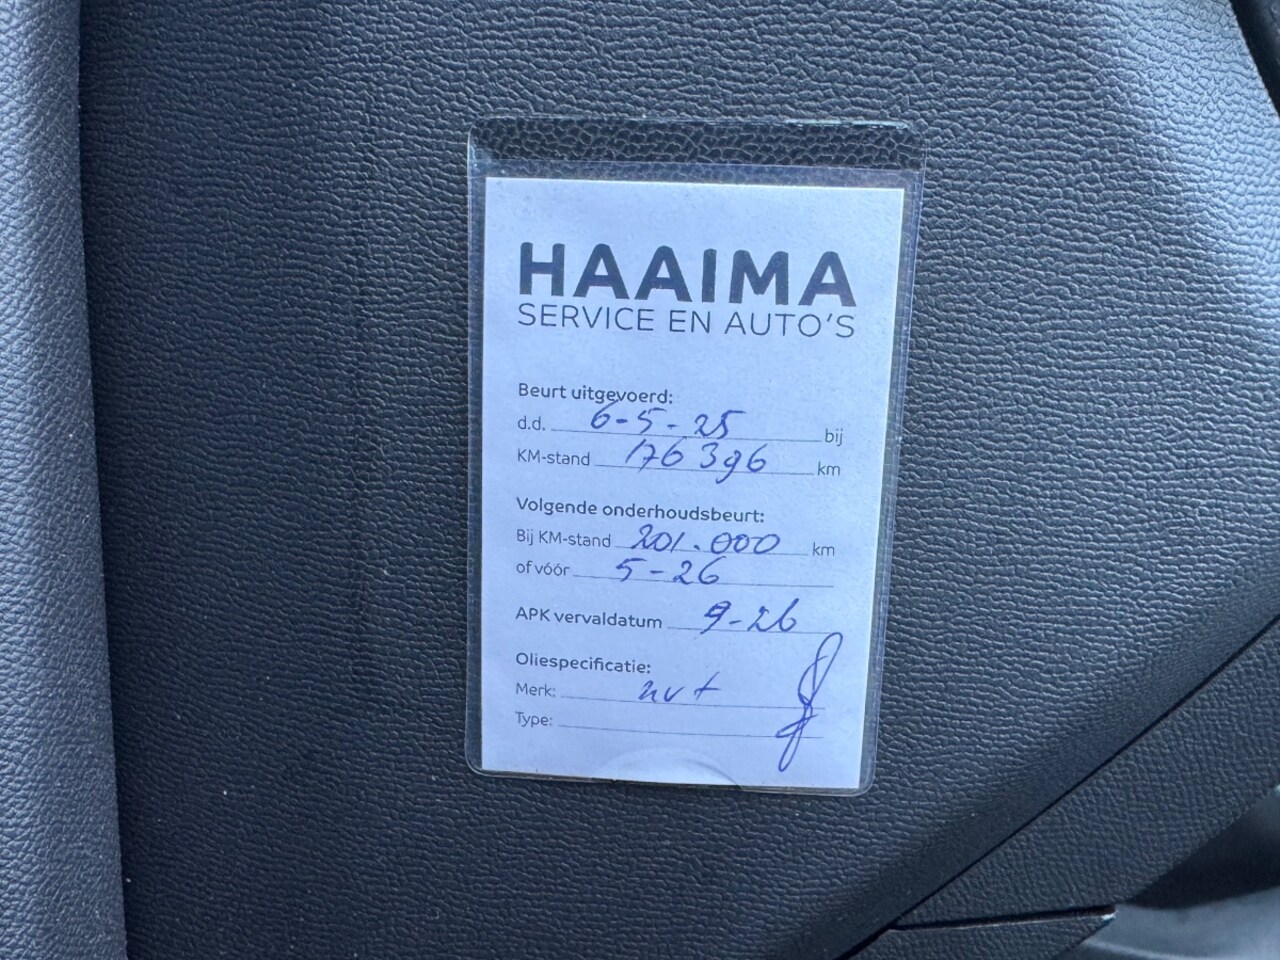 HAAIMA
SERVICE EN AUTO'S
Beurt uitgevoerd:
d.d. 6-5-25 bij
KM-stand 176396 km
Volgende onderhoudsbeurt:
Bij KM-stand 201.000 km
of vóór 5-26
APK vervaldatum 9-26
Oliespecificatie:
Merk: nvt
Type: